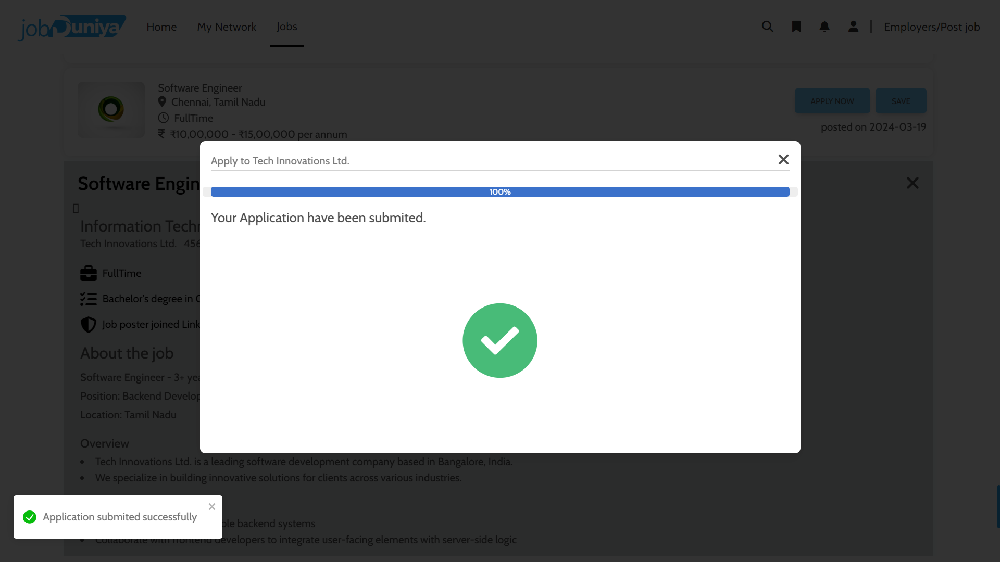 jobDuniya
Home
My Network
Jobs
Employers/Post job
Software Engineer
Chennai, Tamil Nadu
FullTime
₹10,00,000 - ₹15,00,000 per annum
APPLY NOW
SAVE
posted on 2024-03-19
Apply to Tech Innovations Ltd.
100%
Your Application have been submited.
Software Engin
Information Techn
Tech Innovations Ltd. 456
FullTime
Bachelor's degree in C
Job poster joined Link
About the job
Software Engineer - 3+ yea
Position: Backend Develop
Location: Tamil Nadu
Overview
• Tech Innovations Ltd. is a leading software development company based in Bangalore, India.
• We specialize in building innovative solutions for clients across various industries.
Application submited successfully
ble backend systems
• Collaborate with frontend developers to integrate user-facing elements with server-side logic